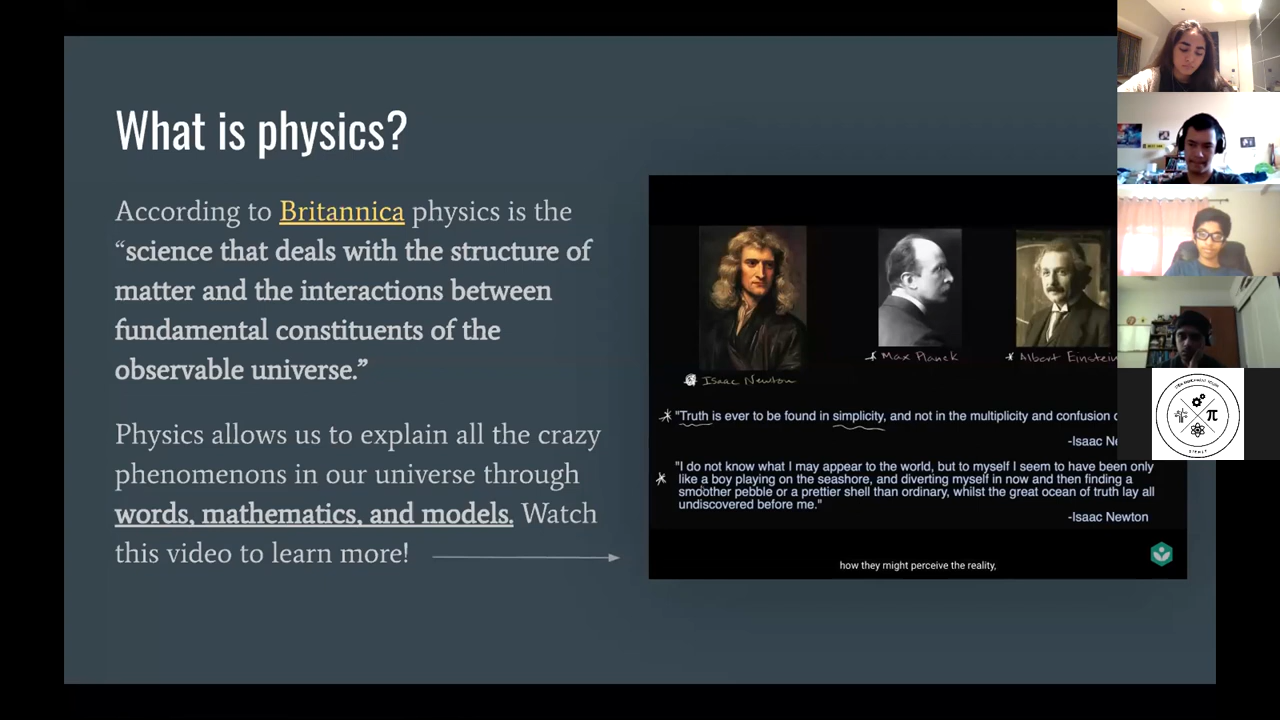 What is physics?
According to Britannica physics is the
“science that deals with the structure of
matter and the interactions between
fundamental constituents of the
observable universe.”
Physics allows us to explain all the crazy
phenomenons in our universe through
words, mathematics, and models. Watch
this video to learn more!
Isaac Newton
Max Planck
Albert Einstein
"Truth is ever to be found in simplicity, and not in the multiplicity and confusion
-Isaac
"I do not know what I may appear to the world, but to myself I seem to have been only
like a boy playing on the seashore, and diverting myself in now and then finding a
smoother pebble or a prettier shell than ordinary, whilst the great ocean of truth lay all
undiscovered before me."
-Isaac Newton
how they might perceive the reality,
π